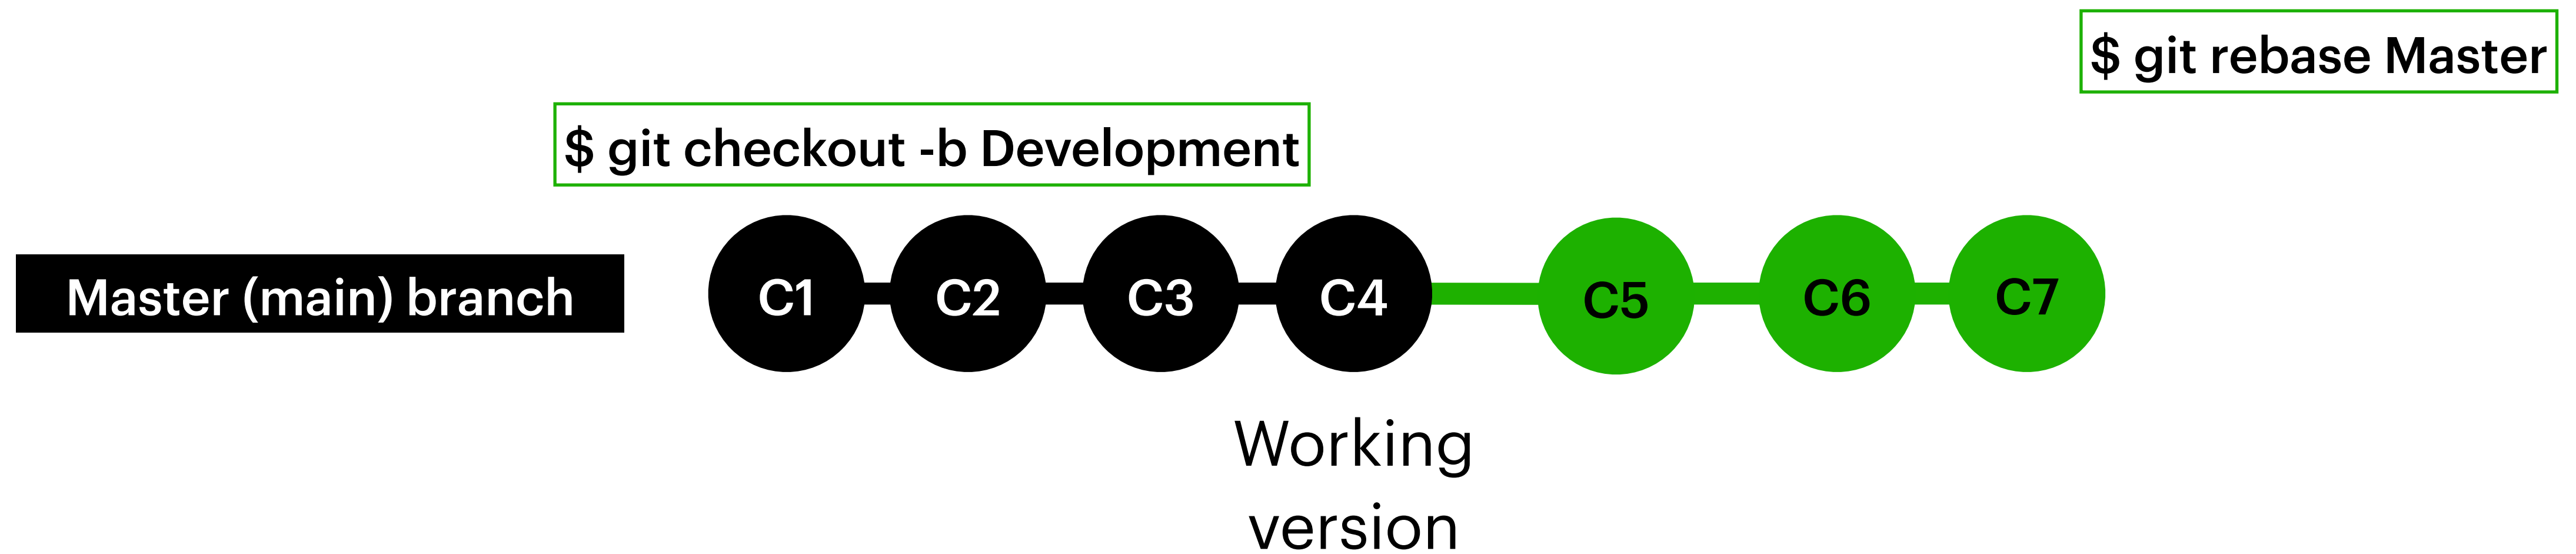 $ git rebase Master
$ git checkout -b Development
Master (main) branch
C1
C2
C3
C4
C5
C6
C7
Working
version